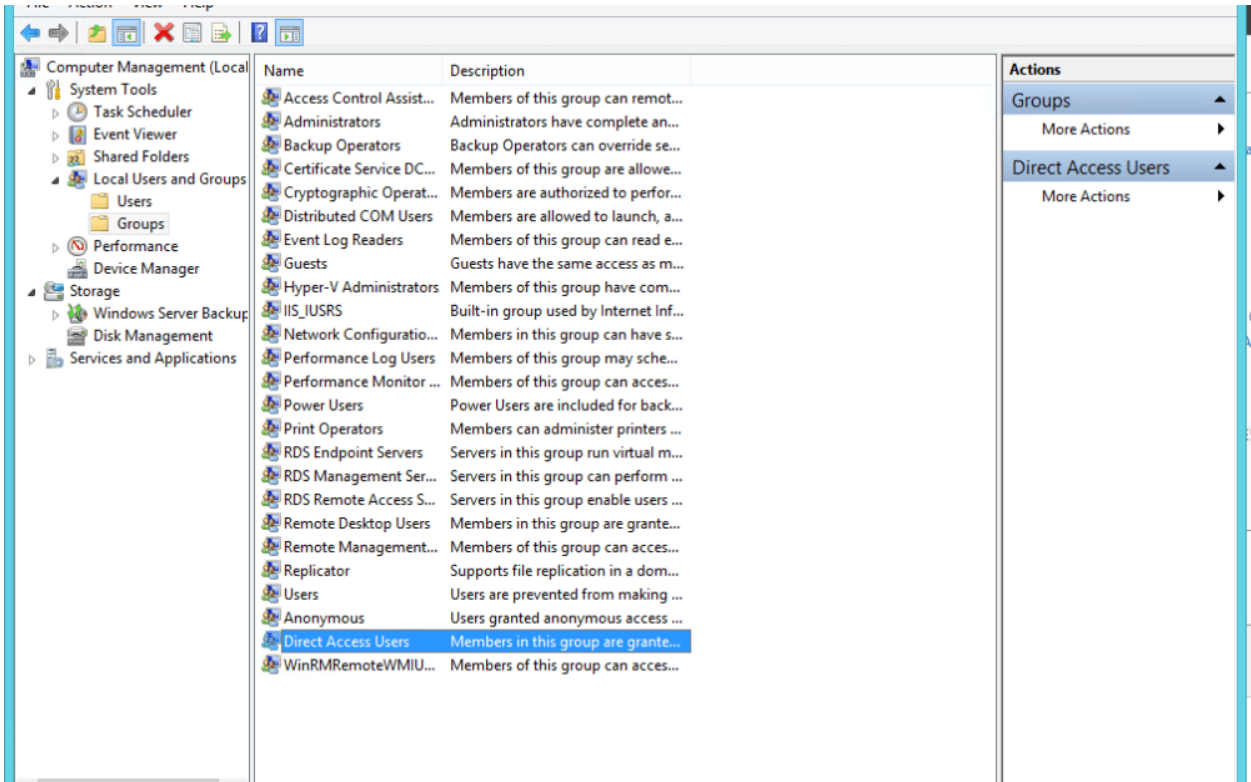 File Action View Help
Computer Management (Local
System Tools
Task Scheduler
Event Viewer
Shared Folders
Local Users and Groups
Users
Groups
Performance
Device Manager
Storage
Windows Server Backup
Disk Management
Services and Applications
Name Description
Access Control Assist... Members of this group can remot...
Administrators Administrators have complete an...
Backup Operators Backup Operators can override se...
Certificate Service DC... Members of this group are allowe...
Cryptographic Operat... Members are authorized to perfor...
Distributed COM Users Members are allowed to launch, a...
Event Log Readers Members of this group can read e...
Guests Guests have the same access as m...
Hyper-V Administrators Members of this group have com...
IIS_IUSRS Built-in group used by Internet Inf...
Network Configuratio... Members in this group can have s...
Performance Log Users Members of this group may sche...
Performance Monitor ... Members of this group can acces...
Power Users Power Users are included for back...
Print Operators Members can administer printers ...
RDS Endpoint Servers Servers in this group run virtual m...
RDS Management Ser... Servers in this group can perform ...
RDS Remote Access S... Servers in this group enable users ...
Remote Desktop Users Members in this group are grante...
Remote Management... Members of this group can acces...
Replicator Supports file replication in a dom...
Users Users are prevented from making ...
Anonymous Users granted anonymous access ...
Direct Access Users Members in this group are grante...
WinRMRemoteWMIU... Members of this group can acces...
Actions
Groups
More Actions
Direct Access Users
More Actions